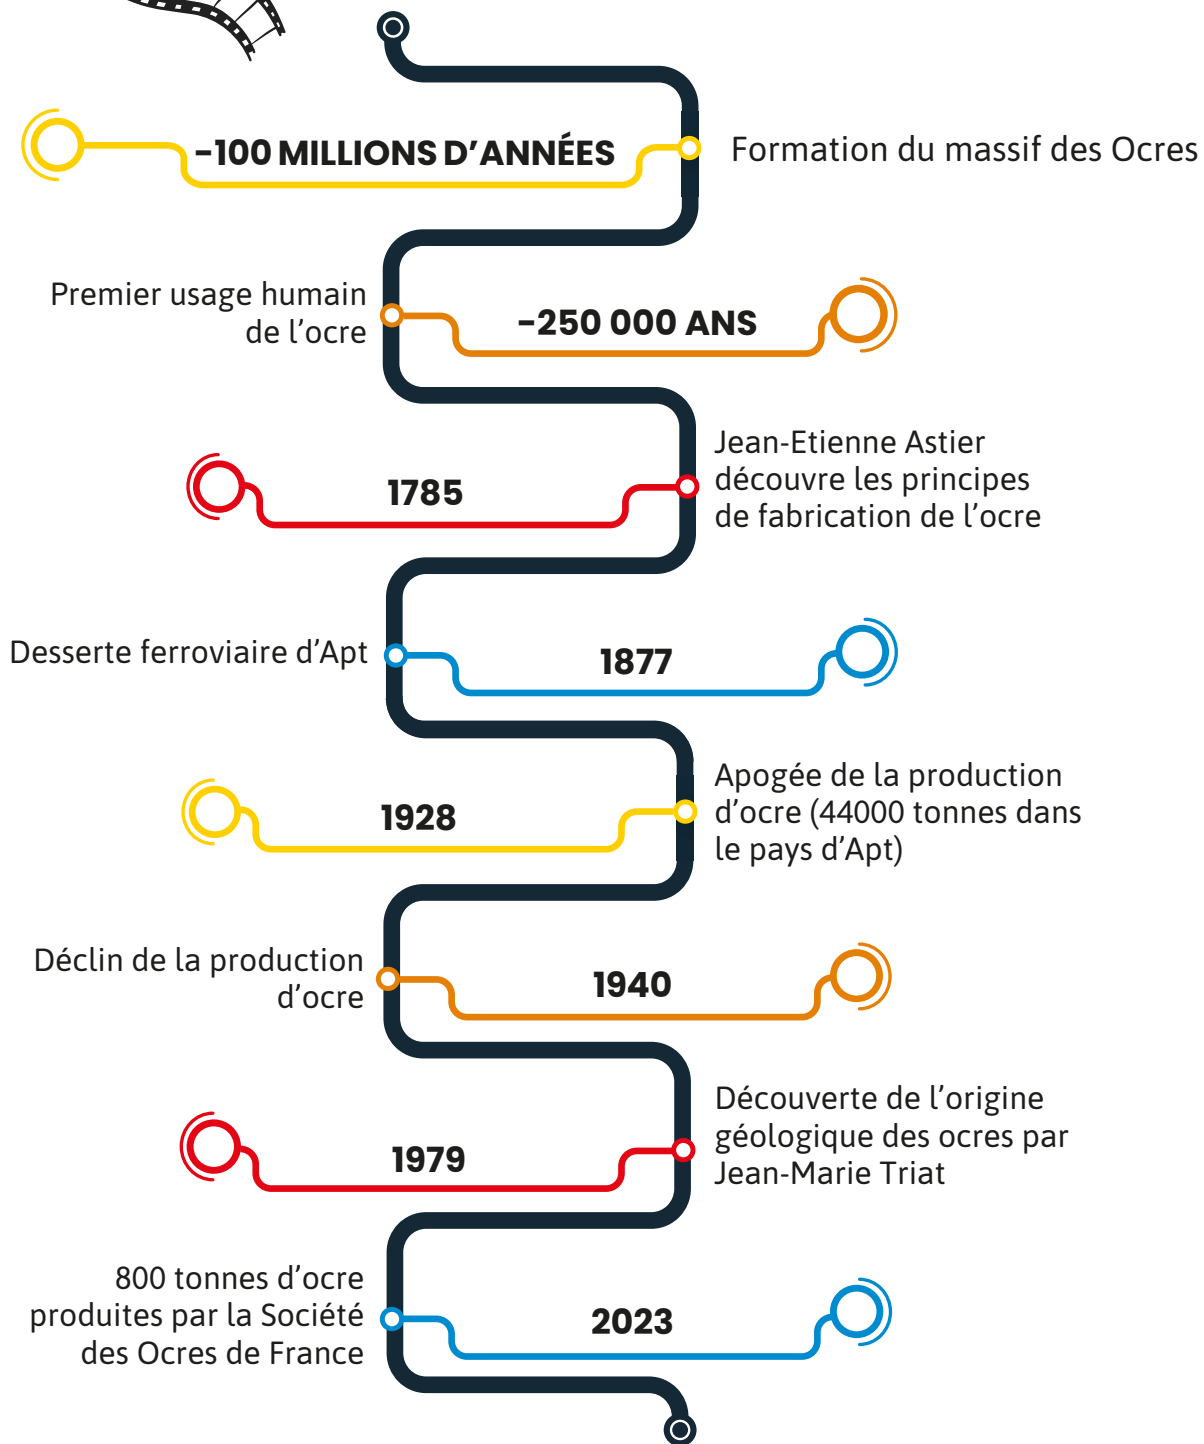 -100 MILLIONS D’ANNÉES
Formation du massif des Ocres
Premier usage humain
de l’ocre
-250 000 ANS
1785
Jean-Etienne Astier
découvre les principes
de fabrication de l’ocre
Desserte ferroviaire d’Apt
1877
1928
Apogée de la production
d’ocre (44000 tonnes dans
le pays d’Apt)
Déclin de la production
d’ocre
1940
1979
Découverte de l’origine
géologique des ocres par
Jean-Marie Triat
800 tonnes d’ocre
produites par la Société
des Ocres de France
2023